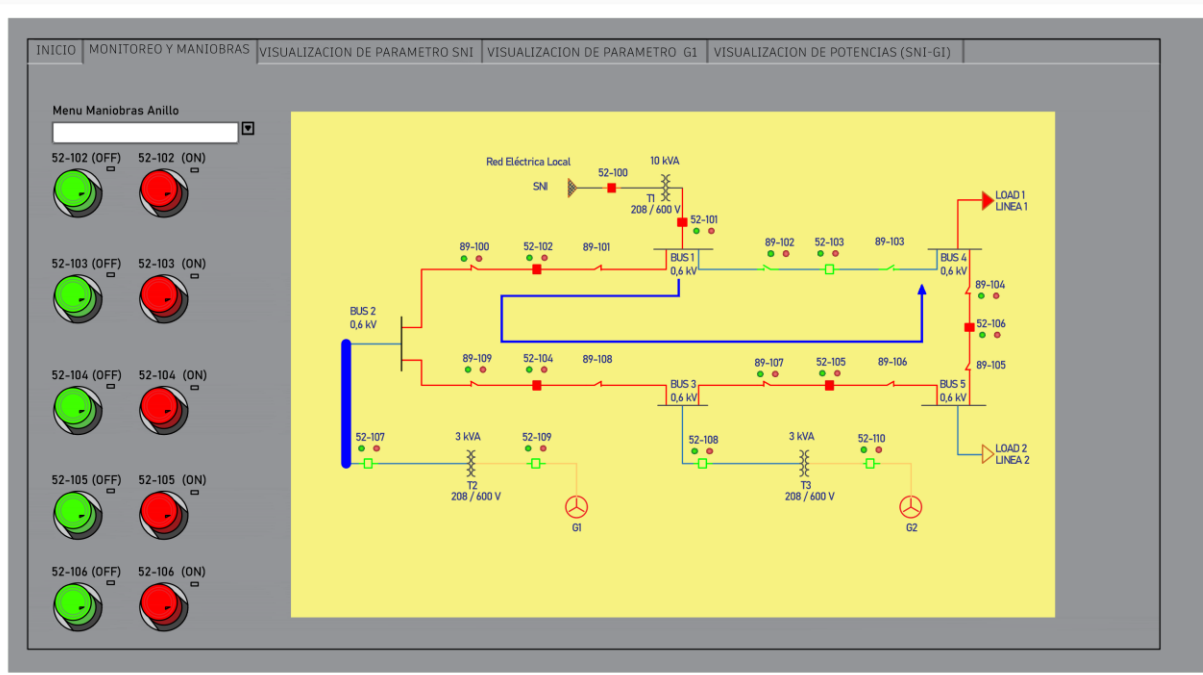 INICIO
MONITOREO Y MANIOBRAS
VISUALIZACION DE PARAMETRO SNI
VISUALIZACION DE PARAMETRO G1
VISUALIZACION DE POTENCIAS (SNI-GI)
Menu Maniobras Anillo
52-102 (OFF)
52-102 (ON)
52-103 (OFF)
52-103 (ON)
52-104 (OFF)
52-104 (ON)
52-105 (OFF)
52-105 (ON)
52-106 (OFF)
52-106 (ON)
Red Eléctrica Local
SNI
52-100
10 kVA
T1
208 / 600 V
52-101
LOAD 1
LINEA 1
89-100
52-102
89-101
BUS 1
0,6 kV
89-102
52-103
89-103
BUS 4
0,6 kV
89-104
52-106
89-105
BUS 2
0,6 kV
89-109
52-104
89-108
BUS 3
0,6 kV
89-107
52-105
89-106
BUS 5
0,6 kV
52-107
3 kVA
52-109
T2
208 / 600 V
G1
52-108
3 kVA
52-110
T3
208 / 600 V
G2
LOAD 2
LINEA 2